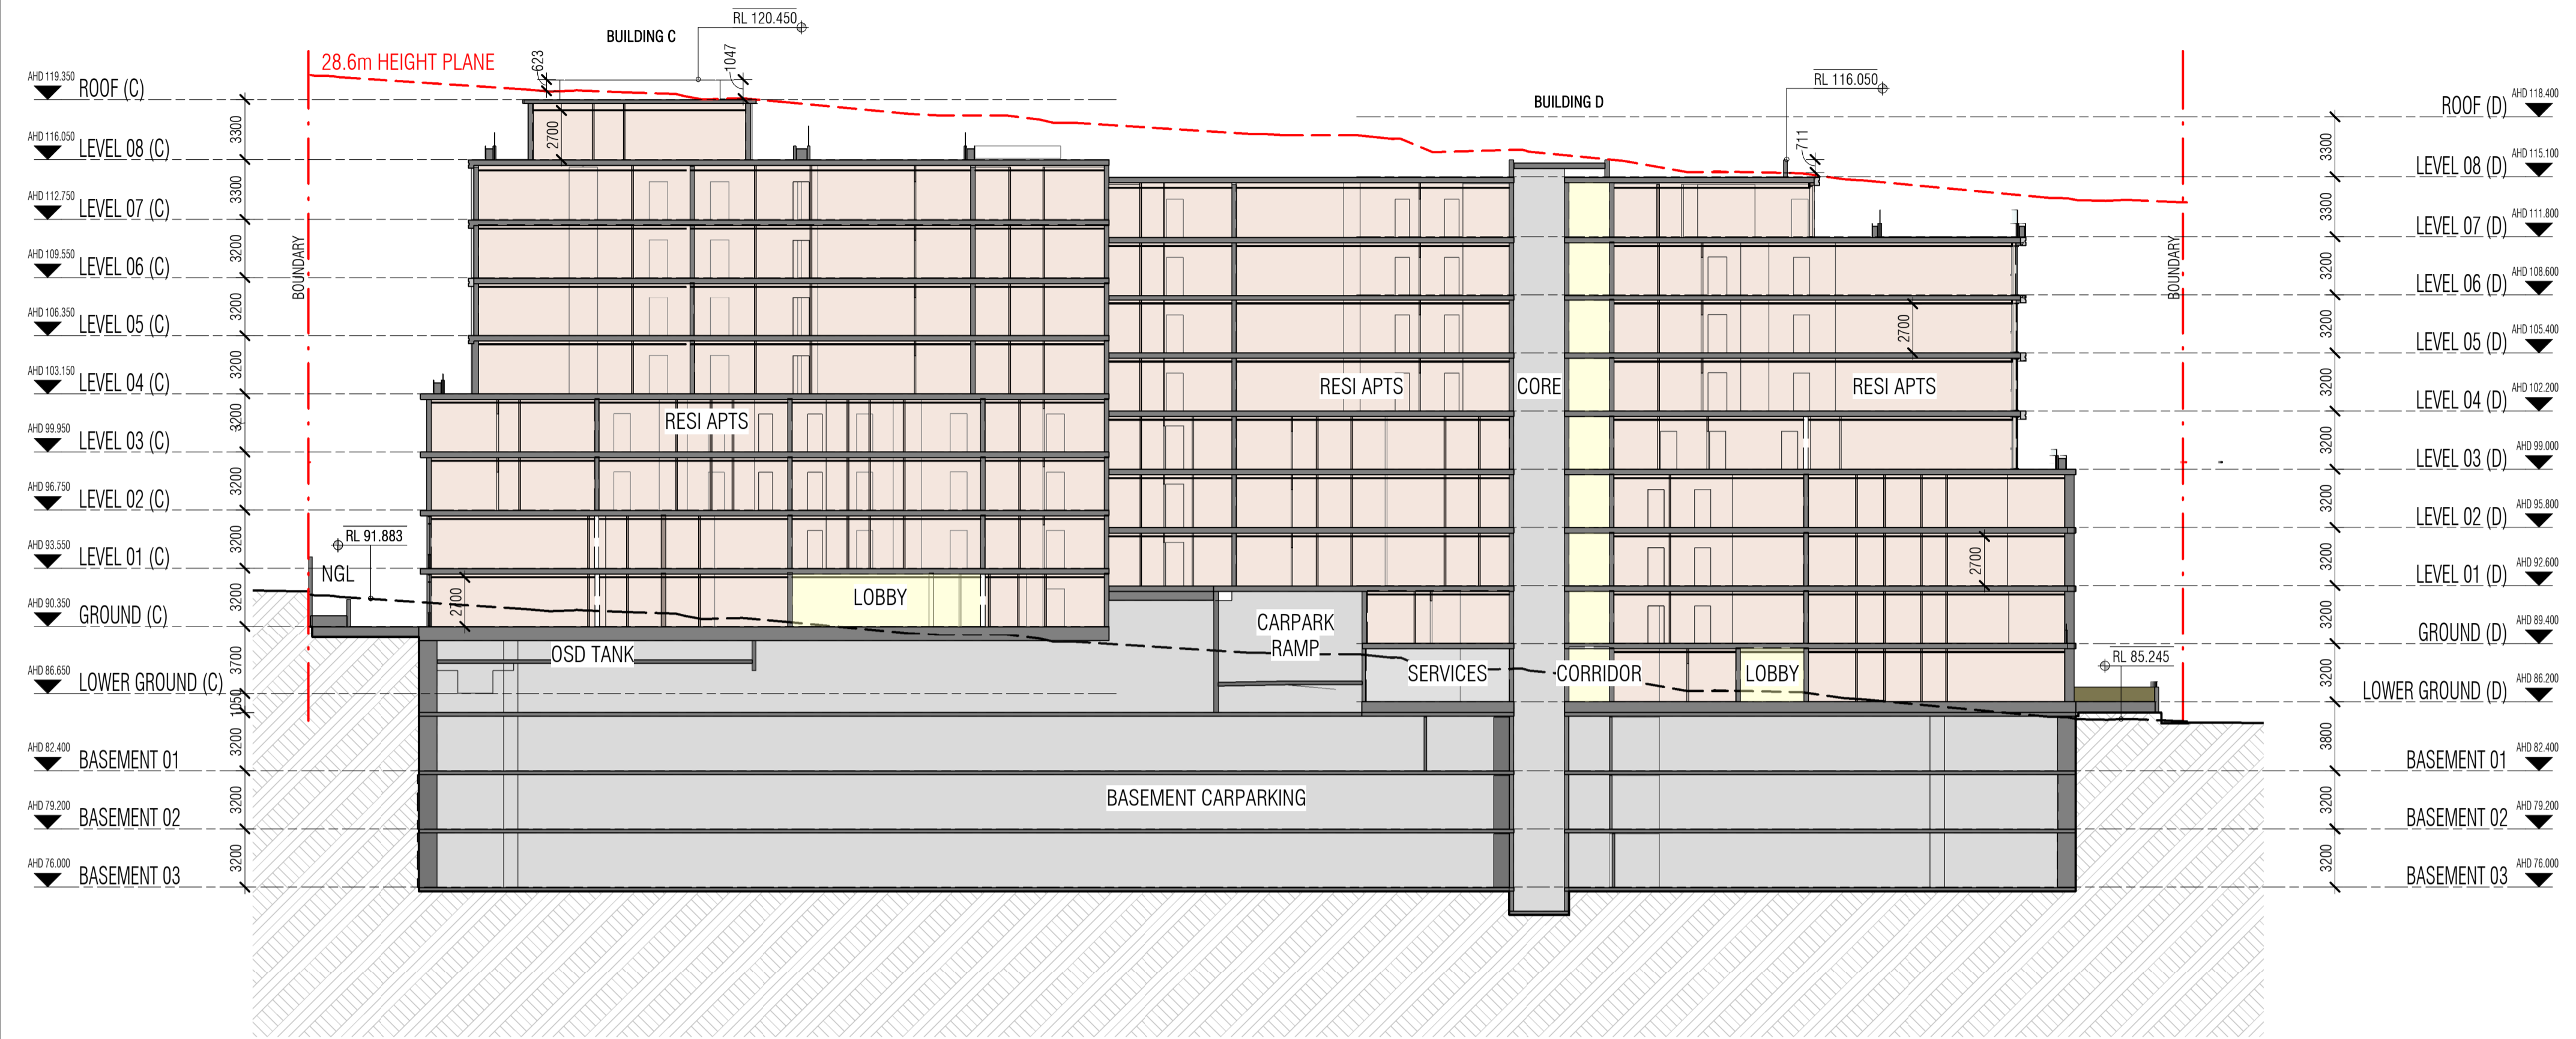 RL 120.450
BUILDING C
28.6m HEIGHT PLANE
623
1047
RL 116.050
BUILDING D
711
AHD 119.350
ROOF (C)
3300
2700
AHD 116.050
LEVEL 08 (C)
3300
AHD 112.750
LEVEL 07 (C)
3200
BOUNDARY
AHD 109.550
LEVEL 06 (C)
3200
AHD 106.350
LEVEL 05 (C)
3200
AHD 103.150
LEVEL 04 (C)
3200
AHD 99.950
LEVEL 03 (C)
3200
AHD 96.750
LEVEL 02 (C)
3200
RL 91.883
AHD 93.550
LEVEL 01 (C)
NGL
3200
2700
AHD 90.350
GROUND (C)
3700
AHD 86.650
LOWER GROUND (C)
1050
3200
AHD 82.400
BASEMENT 01
3200
AHD 79.200
BASEMENT 02
3200
AHD 76.000
BASEMENT 03
RESI APTS
RESI APTS
CORE
RESI APTS
LOBBY
OSD TANK
CARPARK
RAMP
SERVICES
CORRIDOR
LOBBY
BASEMENT CARPARKING
2700
2700
RL 85.245
BOUNDARY
ROOF (D)
AHD 118.400
3300
LEVEL 08 (D)
AHD 115.100
3300
LEVEL 07 (D)
AHD 111.800
3200
LEVEL 06 (D)
AHD 108.600
3200
LEVEL 05 (D)
AHD 105.400
3200
LEVEL 04 (D)
AHD 102.200
3200
LEVEL 03 (D)
AHD 99.000
3200
LEVEL 02 (D)
AHD 95.800
3200
LEVEL 01 (D)
AHD 92.600
3200
GROUND (D)
AHD 89.400
3200
LOWER GROUND (D)
AHD 86.200
3800
BASEMENT 01
AHD 82.400
3200
BASEMENT 02
AHD 79.200
3200
BASEMENT 03
AHD 76.000